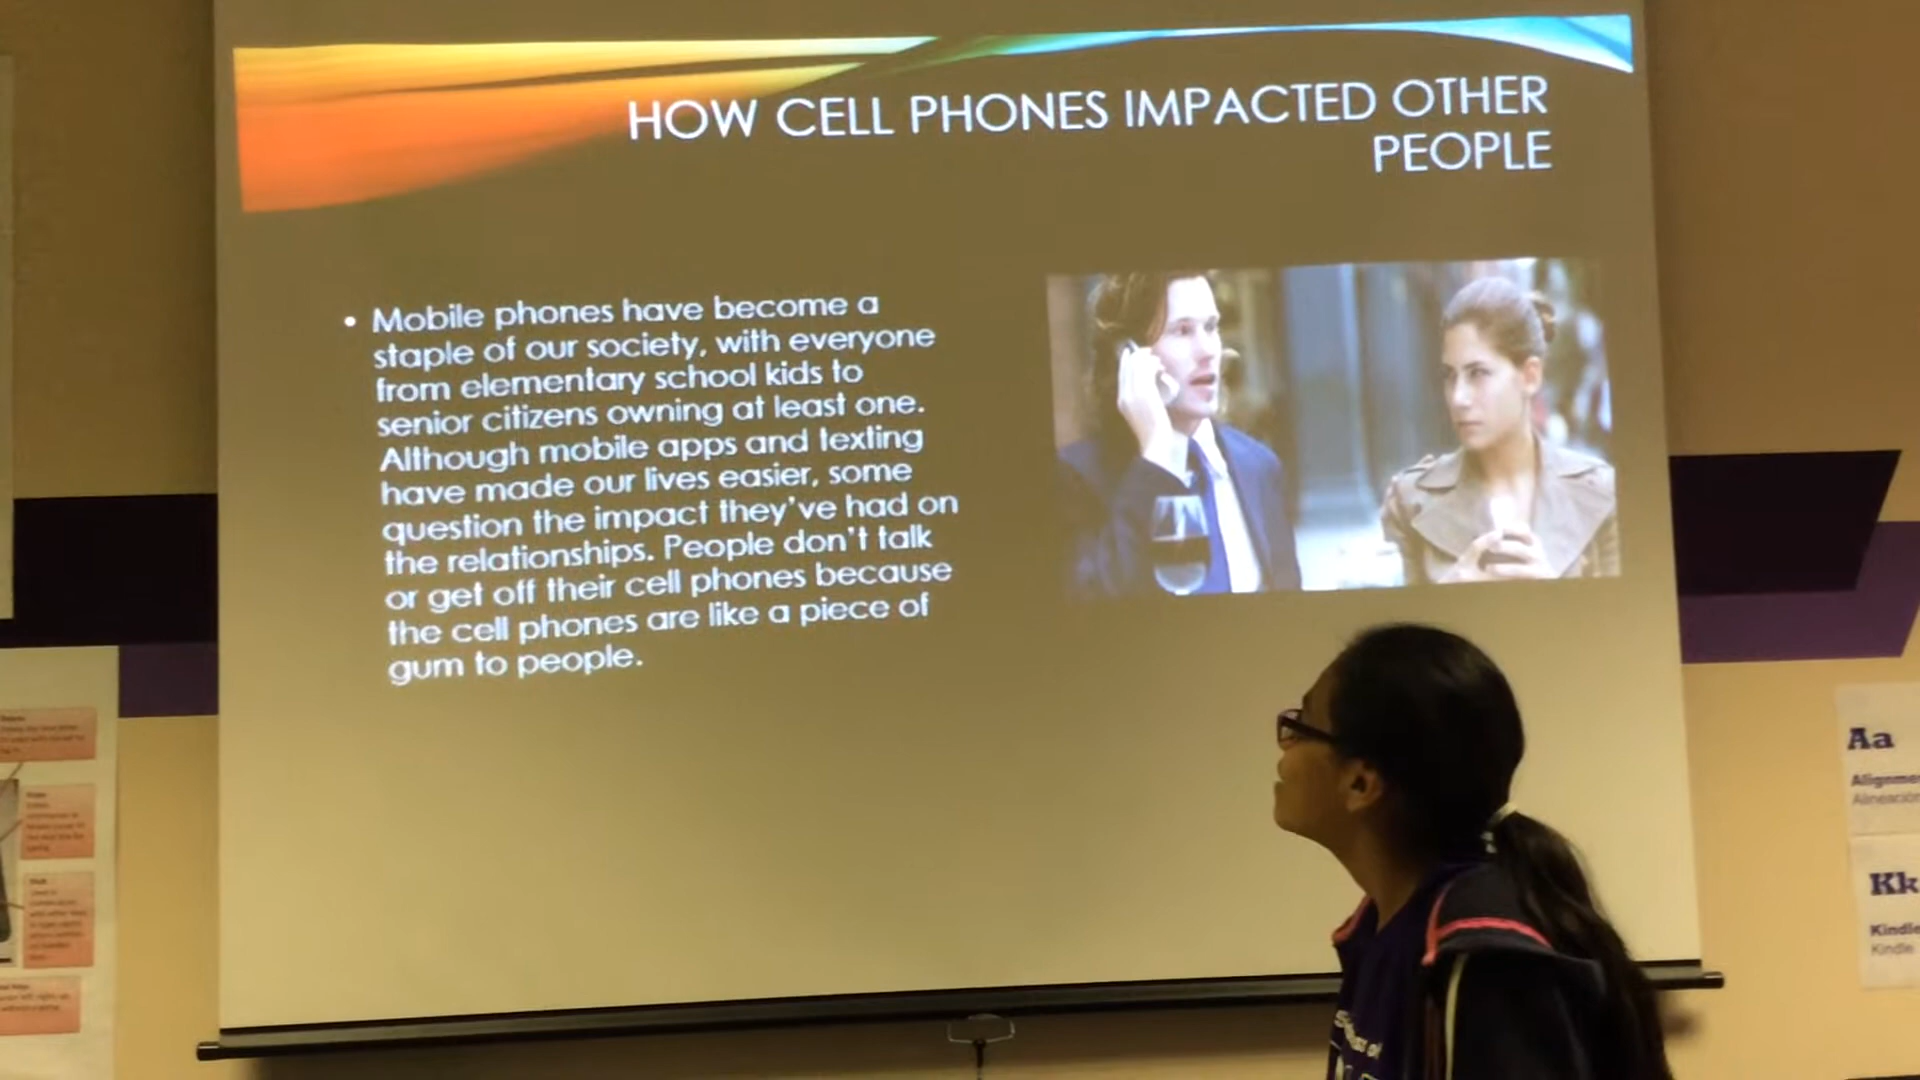 HOW CELL PHONES IMPACTED OTHER
PEOPLE
• Mobile phones have become a
staple of our society, with everyone
from elementary school kids to
senior citizens owning at least one.
Although mobile apps and texting
have made our lives easier, some
question the impact they've had on
the relationships. People don't talk
or get off their cell phones because
the cell phones are like a piece of
gum to people.
Aa
Kk
Kindle
Kindle